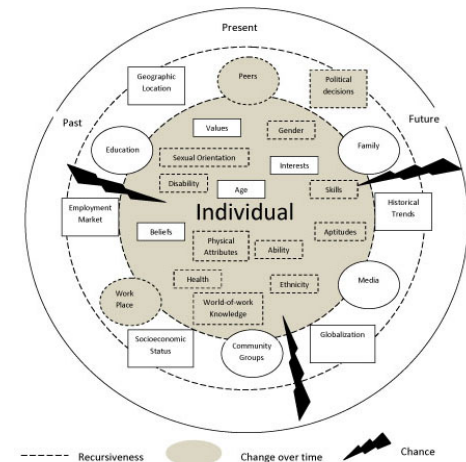 Present
Geographic
Location
Peers
Political
decisions
Past
Future
Values
Gender
Education
Family
Sexual Orientation
Interests
Disability
Age
Skills
Employment
Market
Individual
Historical
Trends
Beliefs
Physical
Attributes
Ability
Aptitudes
Health
Ethnicity
Media
Work
Place
World-of-work
Knowledge
Socioeconomic
Status
Community
Groups
Globalization
Recursiveness
Change over time
Chance